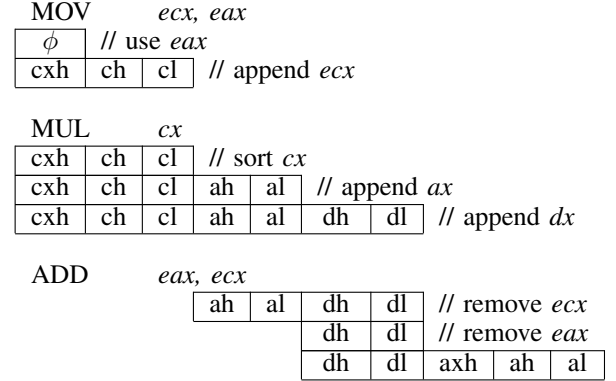 MOV ecx, eax
ϕ // use eax
cxh ch cl // append ecx
MUL cx
cxh ch cl // sort cx
cxh ch cl ah al // append ax
cxh ch cl ah al dh dl // append dx
ADD eax, ecx
ah al dh dl // remove ecx
dh dl // remove eax
dh dl axh ah al